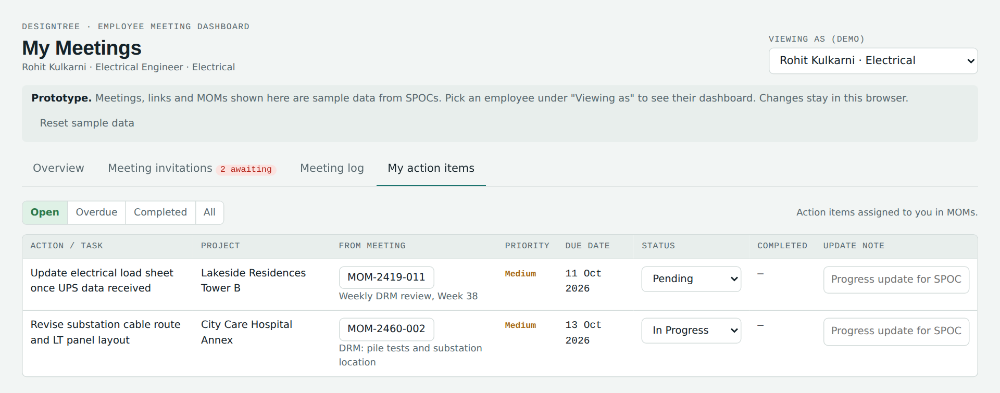 DESIGNTREE · EMPLOYEE MEETING DASHBOARD
My Meetings
Rohit Kulkarni · Electrical Engineer · Electrical
VIEWING AS (DEMO)
Rohit Kulkarni · Electrical
Prototype. Meetings, links and MOMs shown here are sample data from SPOCs. Pick an employee under "Viewing as" to see their dashboard. Changes stay in this browser.
Reset sample data
Overview Meeting invitations 2 awaiting Meeting log My action items
Open Overdue Completed All
Action items assigned to you in MOMs.
ACTION / TASK PROJECT FROM MEETING PRIORITY DUE DATE STATUS COMPLETED UPDATE NOTE
Update electrical load sheet
once UPS data received
Lakeside Residences
Tower B
MOM-2419-011
Weekly DRM review, Week 38
Medium
11 Oct
2026
Pending
—
Progress update for SPOC
Revise substation cable route
and LT panel layout
City Care Hospital
Annex
MOM-2460-002
DRM: pile tests and substation
location
Medium
13 Oct
2026
In Progress
—
Progress update for SPOC